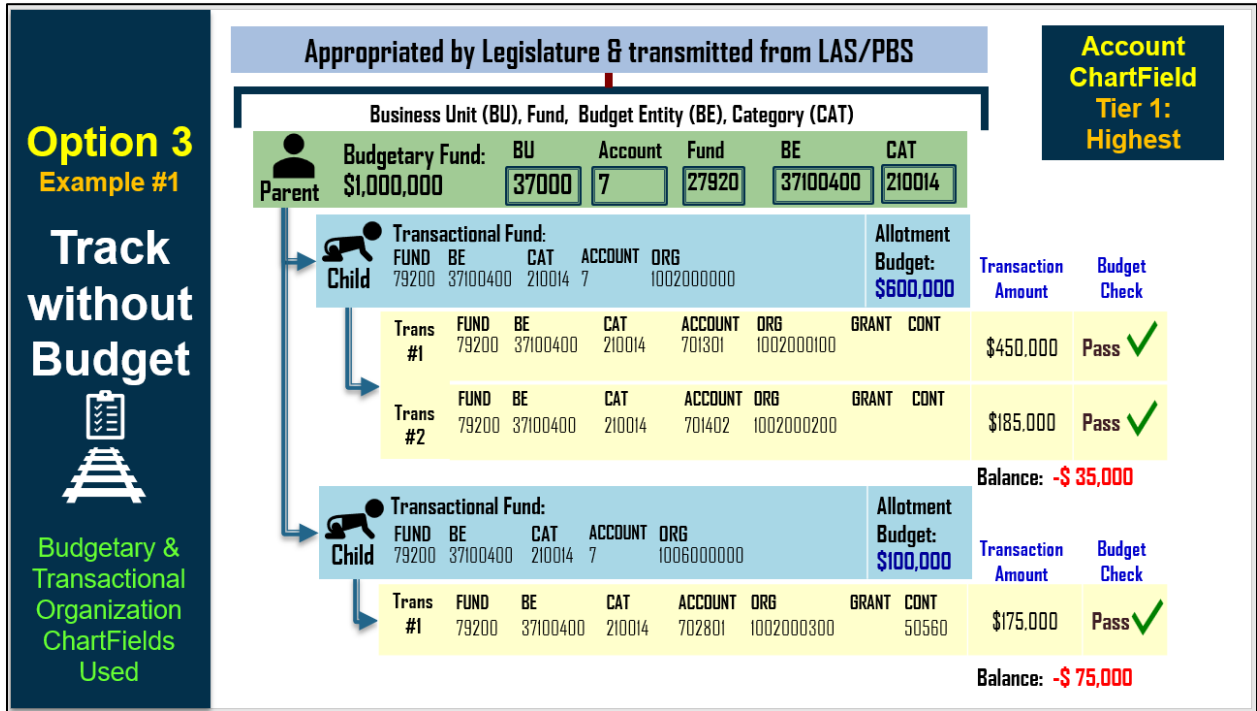 Option 3
Example #1
Track
without
Budget
Budgetary &
Transactional
Organization
ChartFields
Used
Appropriated by Legislature & transmitted from LAS/PBS
Account
ChartField
Tier 1:
Highest
Business Unit (BU), Fund, Budget Entity (BE), Category (CAT)
Parent
Budgetary Fund: BU Account Fund BE CAT
$1,000,000 37000 7 27920 37100400 210014
Child
Transactional Fund:
FUND BE CAT ACCOUNT ORG
79200 37100400 210014 7 1002000000
Allotment
Budget:
$600,000
Transaction
Amount
Budget
Check
Trans
#1
FUND BE CAT ACCOUNT ORG GRANT CONT
79200 37100400 210014 701301 1002000100
$450,000 Pass
Trans
#2
FUND BE CAT ACCOUNT ORG GRANT CONT
79200 37100400 210014 701402 1002000200
$185,000 Pass
Balance: -$ 35,000
Child
Transactional Fund:
FUND BE CAT ACCOUNT ORG
79200 37100400 210014 7 1006000000
Allotment
Budget:
$100,000
Transaction
Amount
Budget
Check
Trans
#1
FUND BE CAT ACCOUNT ORG GRANT CONT
79200 37100400 210014 702801 1002000300 50560
$175,000 Pass
Balance: -$ 75,000